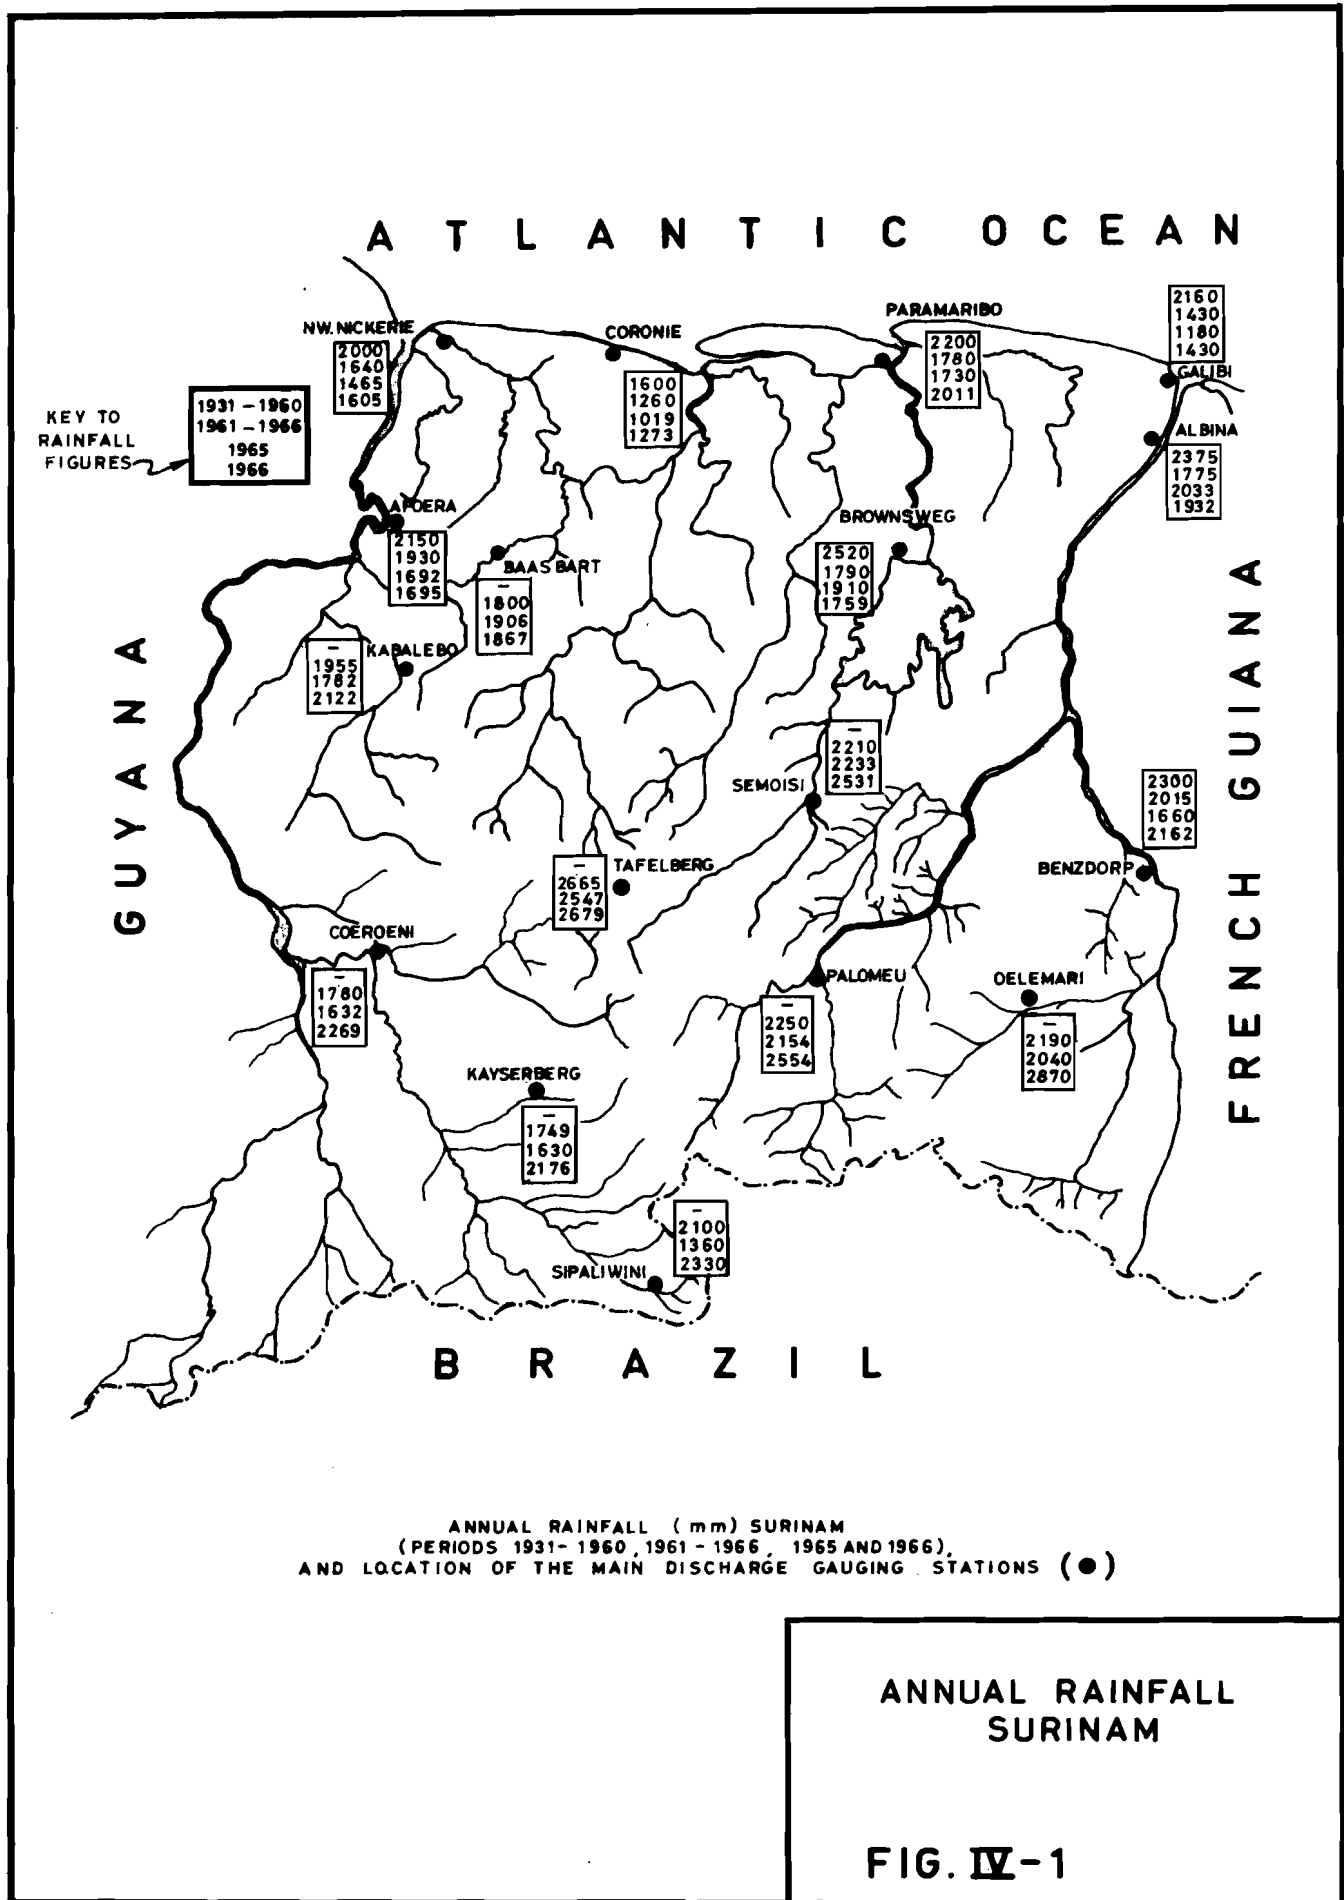 ATLANTIC OCEAN
NW. NICKERIE
2000
1640
1465
1605
CORONIE
1600
1260
1019
1273
PARAMARIBO
2200
1780
1730
2011
2160
1430
1180
1430
GALIBI
ALBINA
2375
1775
2033
1932
KEY TO
RAINFALL
FIGURES
1931 - 1960
1961 - 1966
1965
1966
APOERA
2150
1930
1692
1695
BAAS BART
-
1800
1906
1867
BROWNSWEG
2520
1790
1910
1759
KABALEBO
-
1955
1782
2122
GUYANA
FRENCH GUIANA
SEMOISI
-
2210
2233
2531
2300
2015
1660
2162
BENZDORP
TAFELBERG
-
2665
2547
2679
COEROENI
-
1780
1632
2269
PALOMEU
-
2250
2154
2554
OELEMARI
-
2190
2040
2870
KAYSERBERG
-
1749
1630
2176
SIPALIWINI
-
2100
1360
2330
BRAZIL
ANNUAL RAINFALL (mm) SURINAM
(PERIODS 1931- 1960, 1961 - 1966, 1965 AND 1966),
AND LOCATION OF THE MAIN DISCHARGE GAUGING STATIONS (●)
ANNUAL RAINFALL
SURINAM
FIG. IV-1